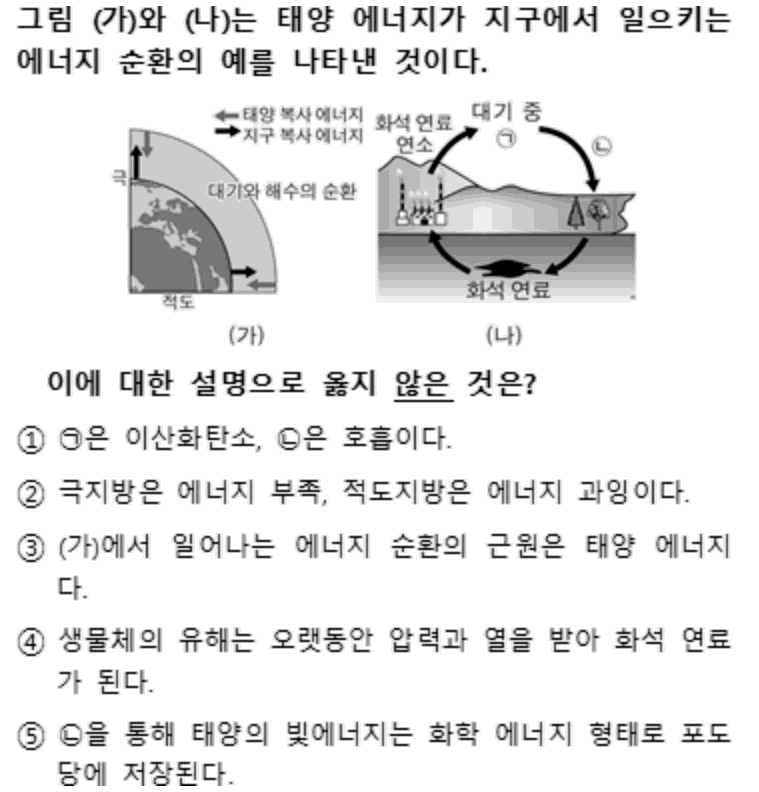 그림 (가)와 (나)는 태양 에너지가 지구에서 일으키는
에너지 순환의 예를 나타낸 것이다.
태양 복사 에너지
지구 복사 에너지
극
대기와 해수의 순환
적도
(가)
화석 연료
연소
대기 중
㉠
㉡
화석 연료
(나)
이에 대한 설명으로 옳지 않은 것은?
① ㉠은 이산화탄소, ㉡은 호흡이다.
② 극지방은 에너지 부족, 적도지방은 에너지 과잉이다.
③ (가)에서 일어나는 에너지 순환의 근원은 태양 에너지
다.
④ 생물체의 유해는 오랫동안 압력과 열을 받아 화석 연료
가 된다.
⑤ ㉡을 통해 태양의 빛에너지는 화학 에너지 형태로 포도
당에 저장된다.